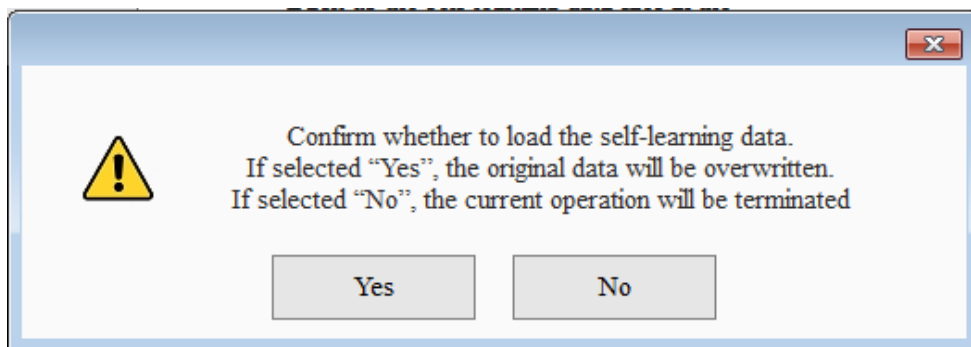 Confirm whether to load the self-learning data.
If selected “Yes”, the original data will be overwritten.
If selected “No”, the current operation will be terminated
Yes
No